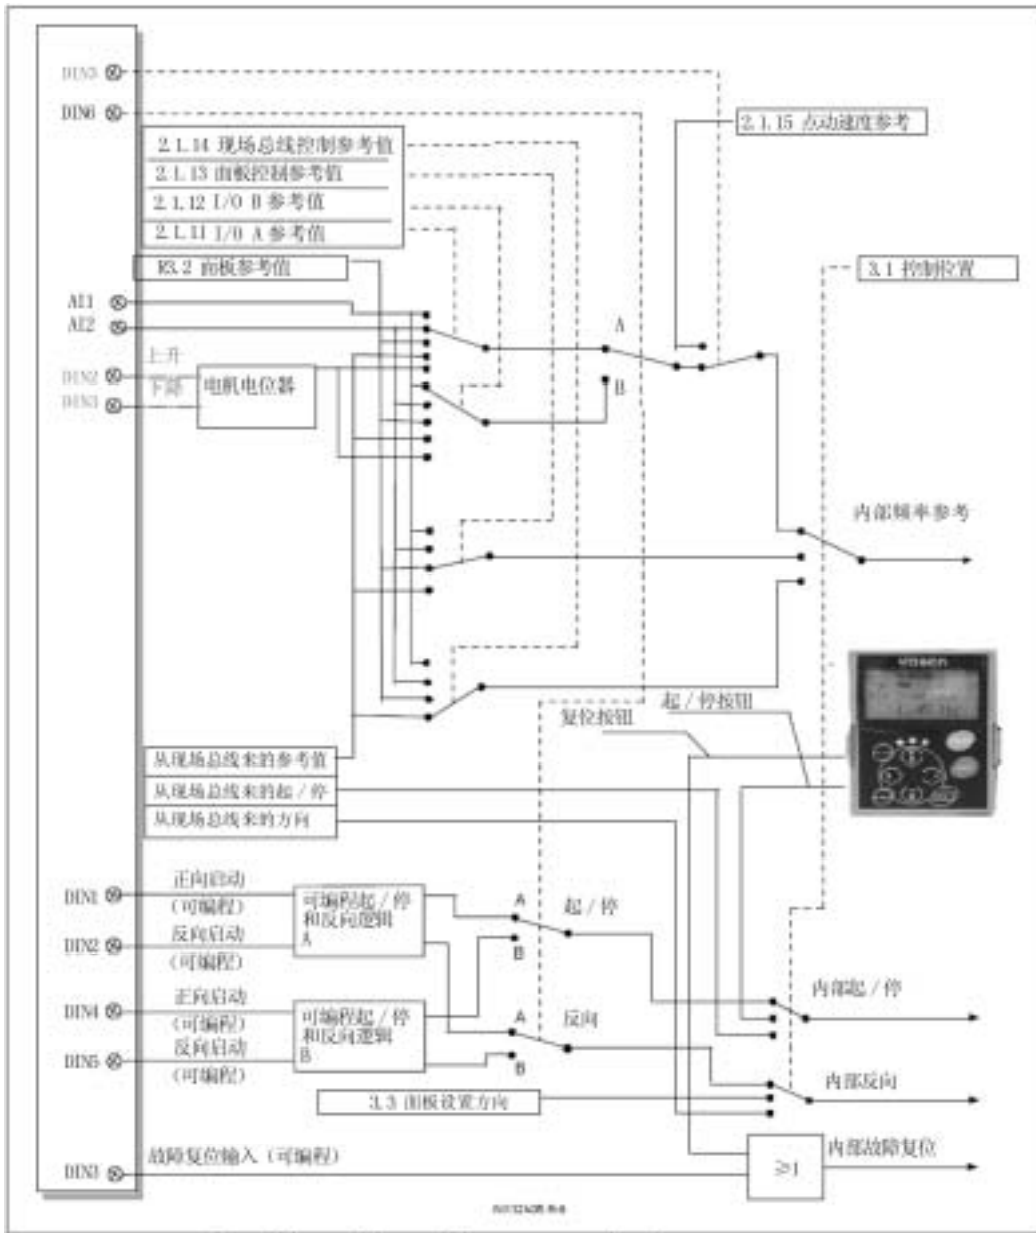 DIN5
DIN6
2.1.15 点动速度参考
2.1.14 现场总线控制参考值
2.1.13 面板控制参考值
2.1.12 I/O B 参考值
2.1.11 I/O A 参考值
R3.2 面板参考值
3.1 控制位置
AI1
AI2
A
上升
DIN2
下降
DIN3
电机电位器
B
内部频率参考
VACON
起／停按钮
复位按钮
从现场总线来的参考值
从现场总线来的起／停
从现场总线来的方向
DIN1
正向启动
(可编程)
可编程起／停
和反向逻辑
A
A
起／停
B
DIN2
反向启动
(可编程)
DIN4
正向启动
(可编程)
可编程起／停
和反向逻辑
B
A
反向
B
内部起／停
DIN5
反向启动
(可编程)
3.3 面板设置方向
内部反向
DIN3
故障复位输入 (可编程)
≥1
内部故障复位